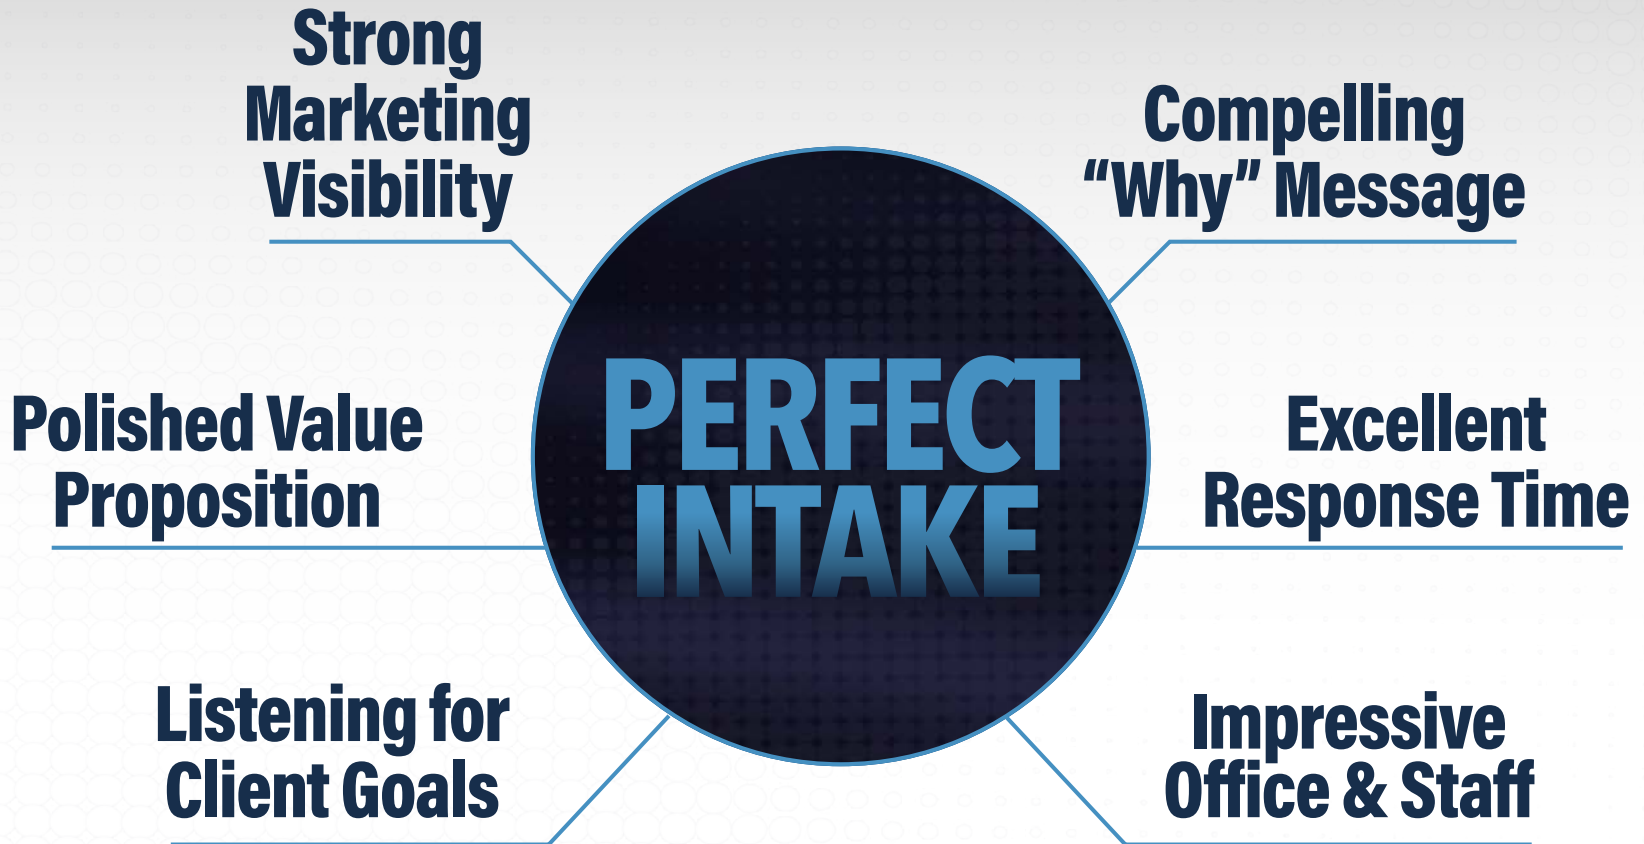 Strong
Marketing
Visibility
Compelling
“Why” Message
PERFECT
INTAKE
Polished Value
Proposition
Excellent
Response Time
Listening for
Client Goals
Impressive
Office & Staff